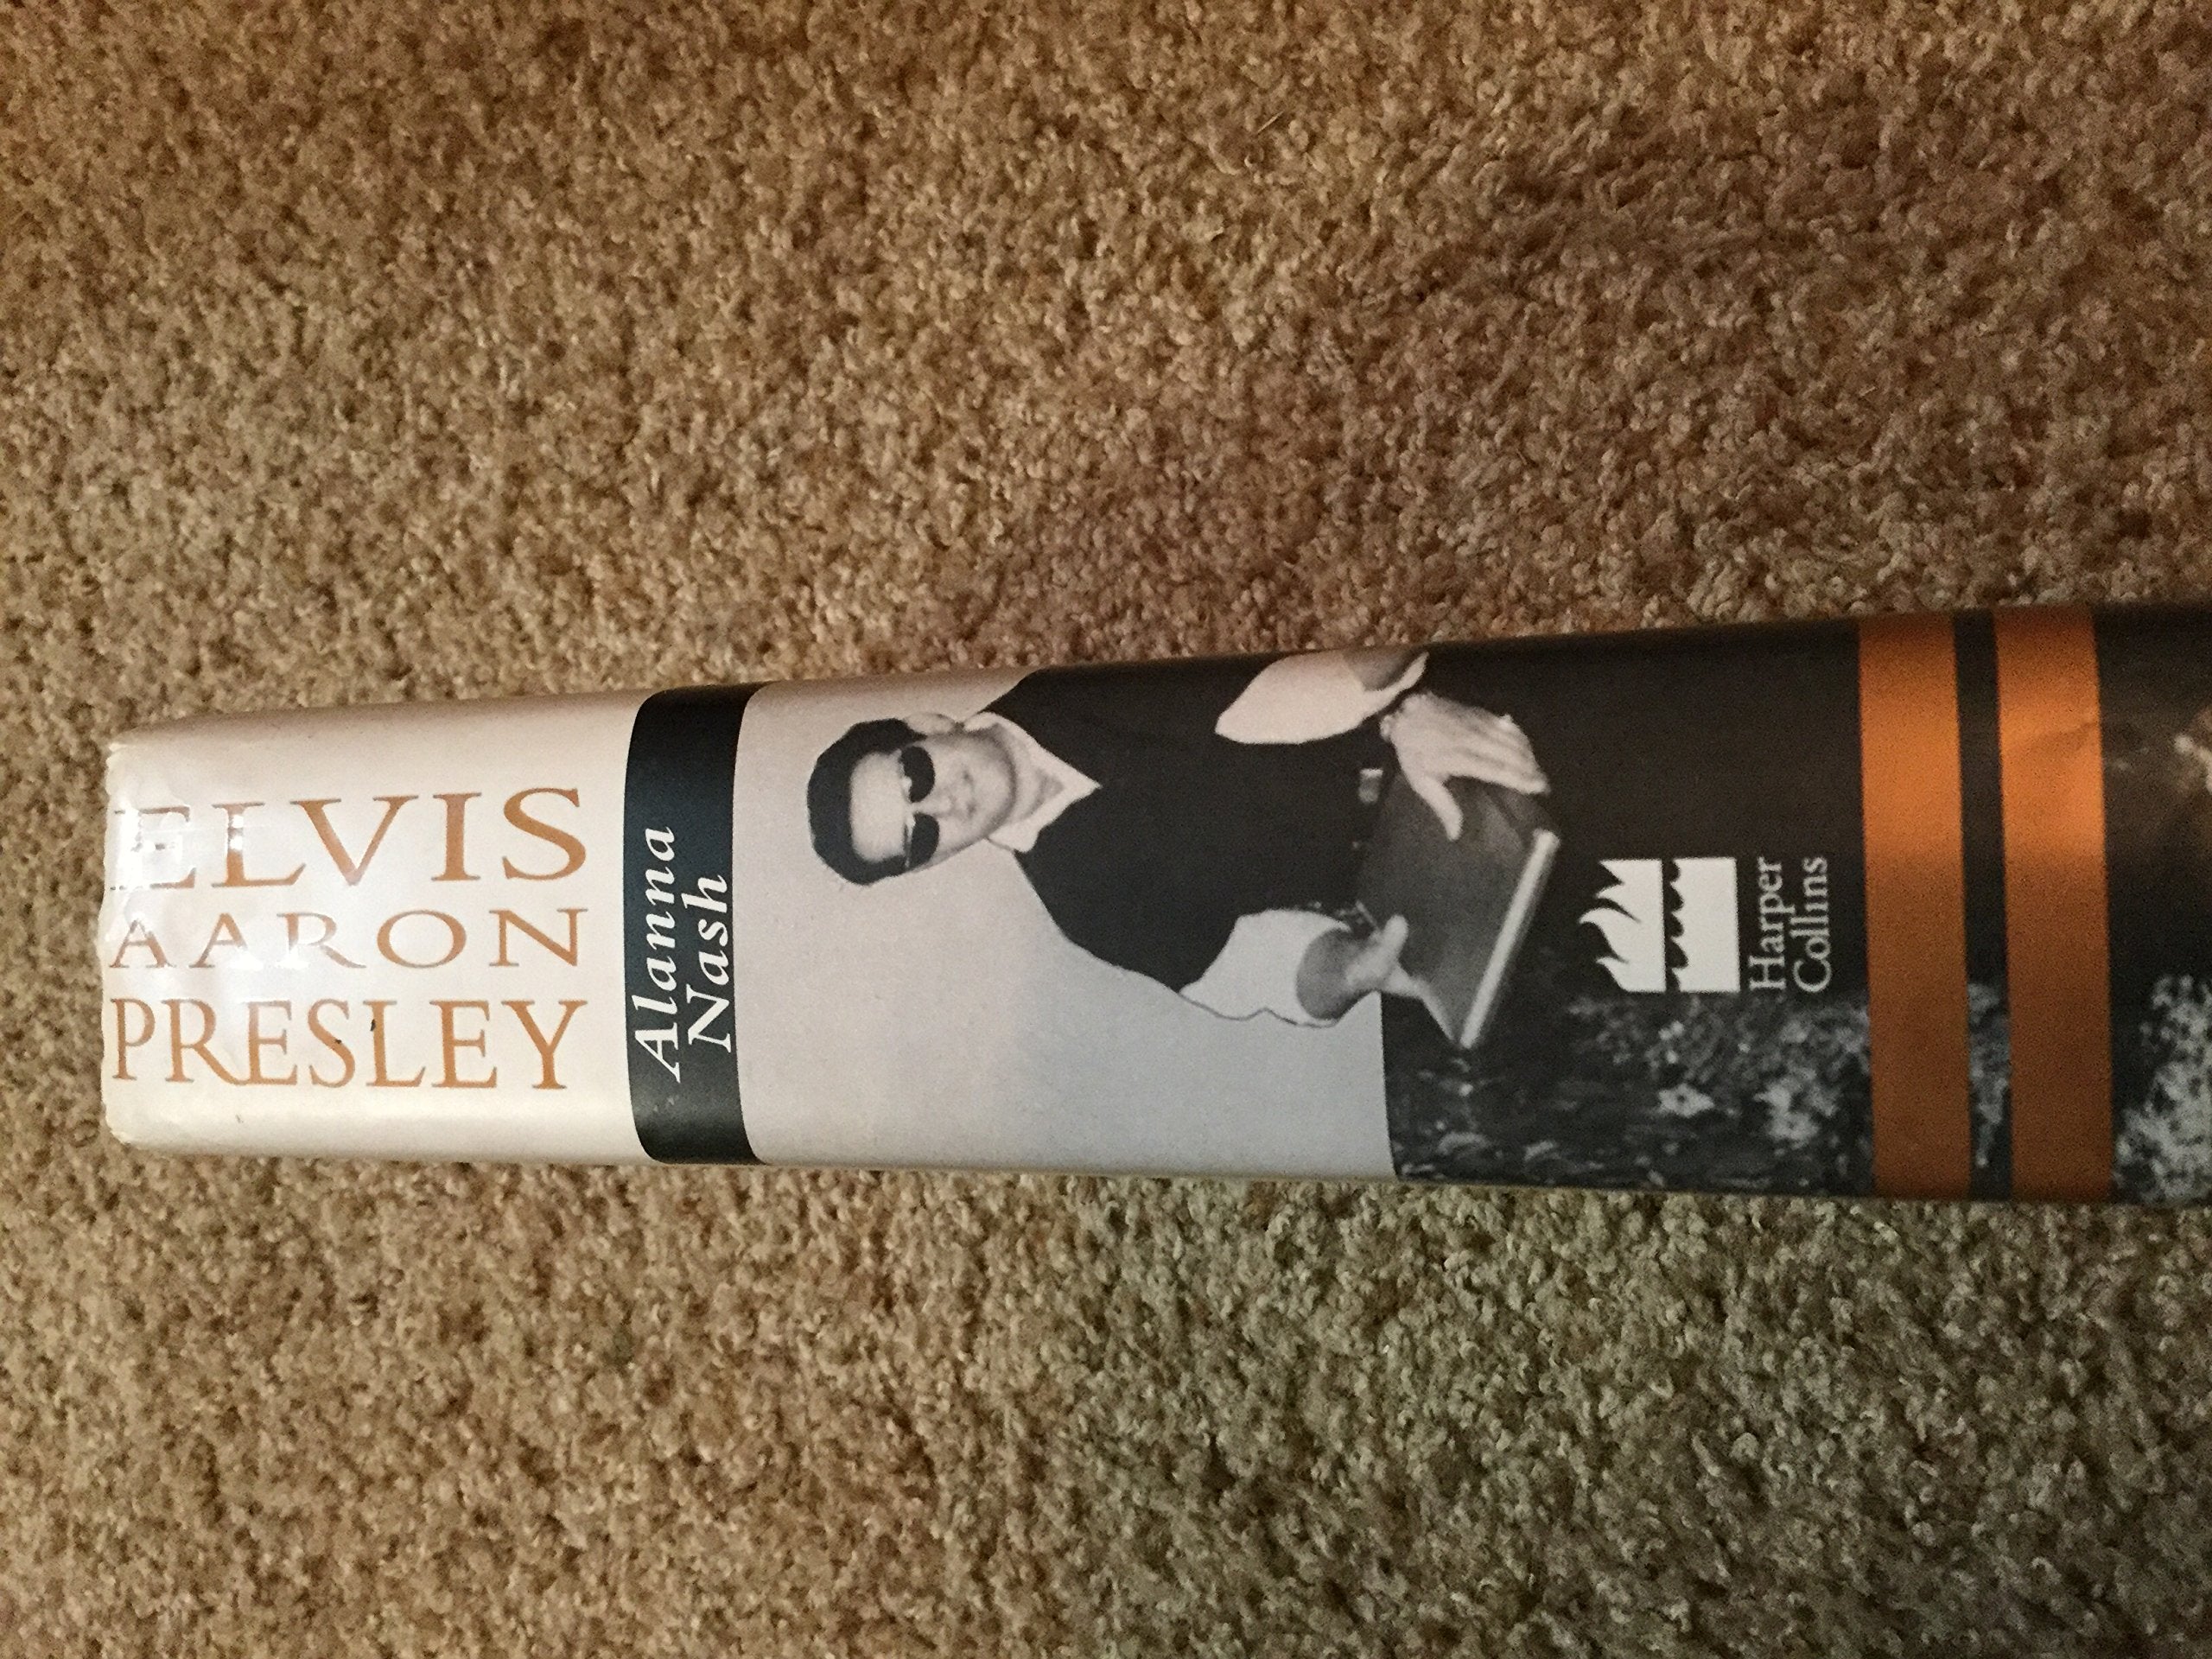 ELVIS
AARON
PRESLEY
Alanna
Nash
Harper
Collins